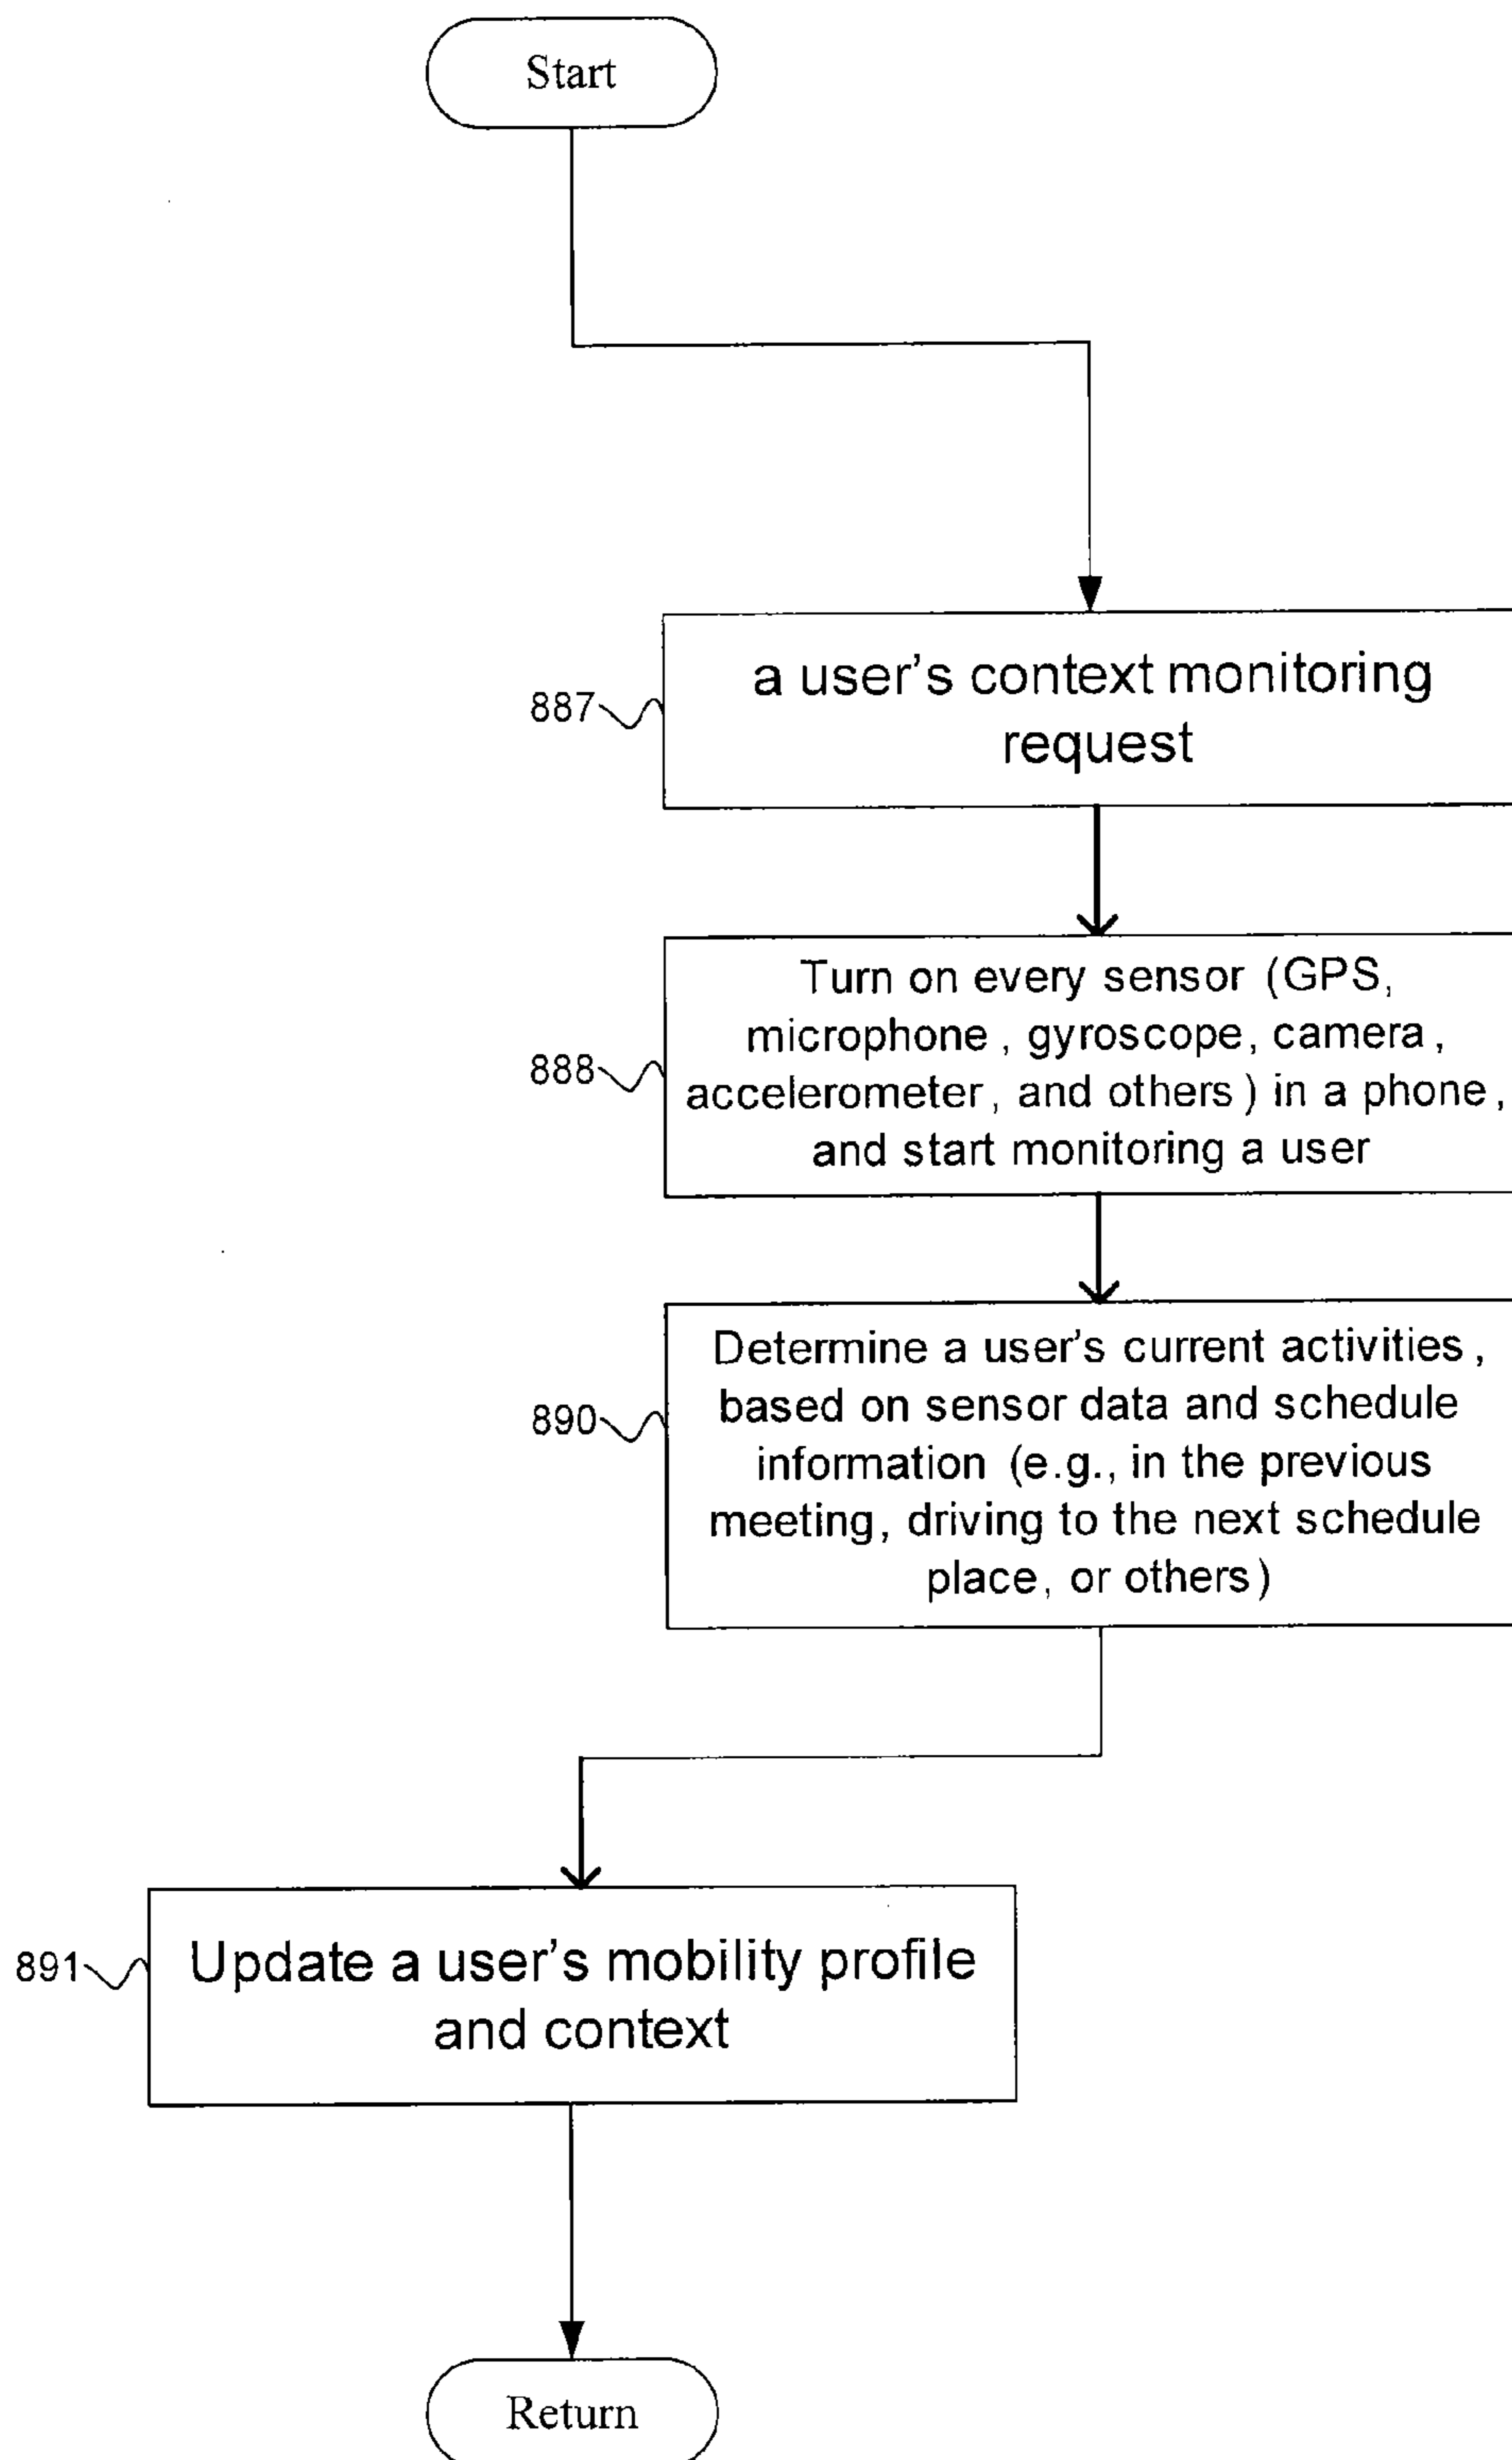 Start
887
a user's context monitoring
request
888
Turn on every sensor (GPS,
microphone, gyroscope, camera,
accelerometer, and others) in a phone,
and start monitoring a user
890
Determine a user's current activities,
based on sensor data and schedule
information (e.g., in the previous
meeting, driving to the next schedule
place, or others)
891
Update a user's mobility profile
and context
Return